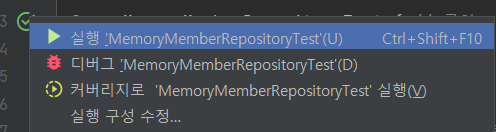 3
실행 'MemoryMemberRepositoryTest'(U) Ctrl+Shift+F10
디버그 'MemoryMemberRepositoryTest'(D)
커버리지로 'MemoryMemberRepositoryTest' 실행(V)
실행 구성 수정...